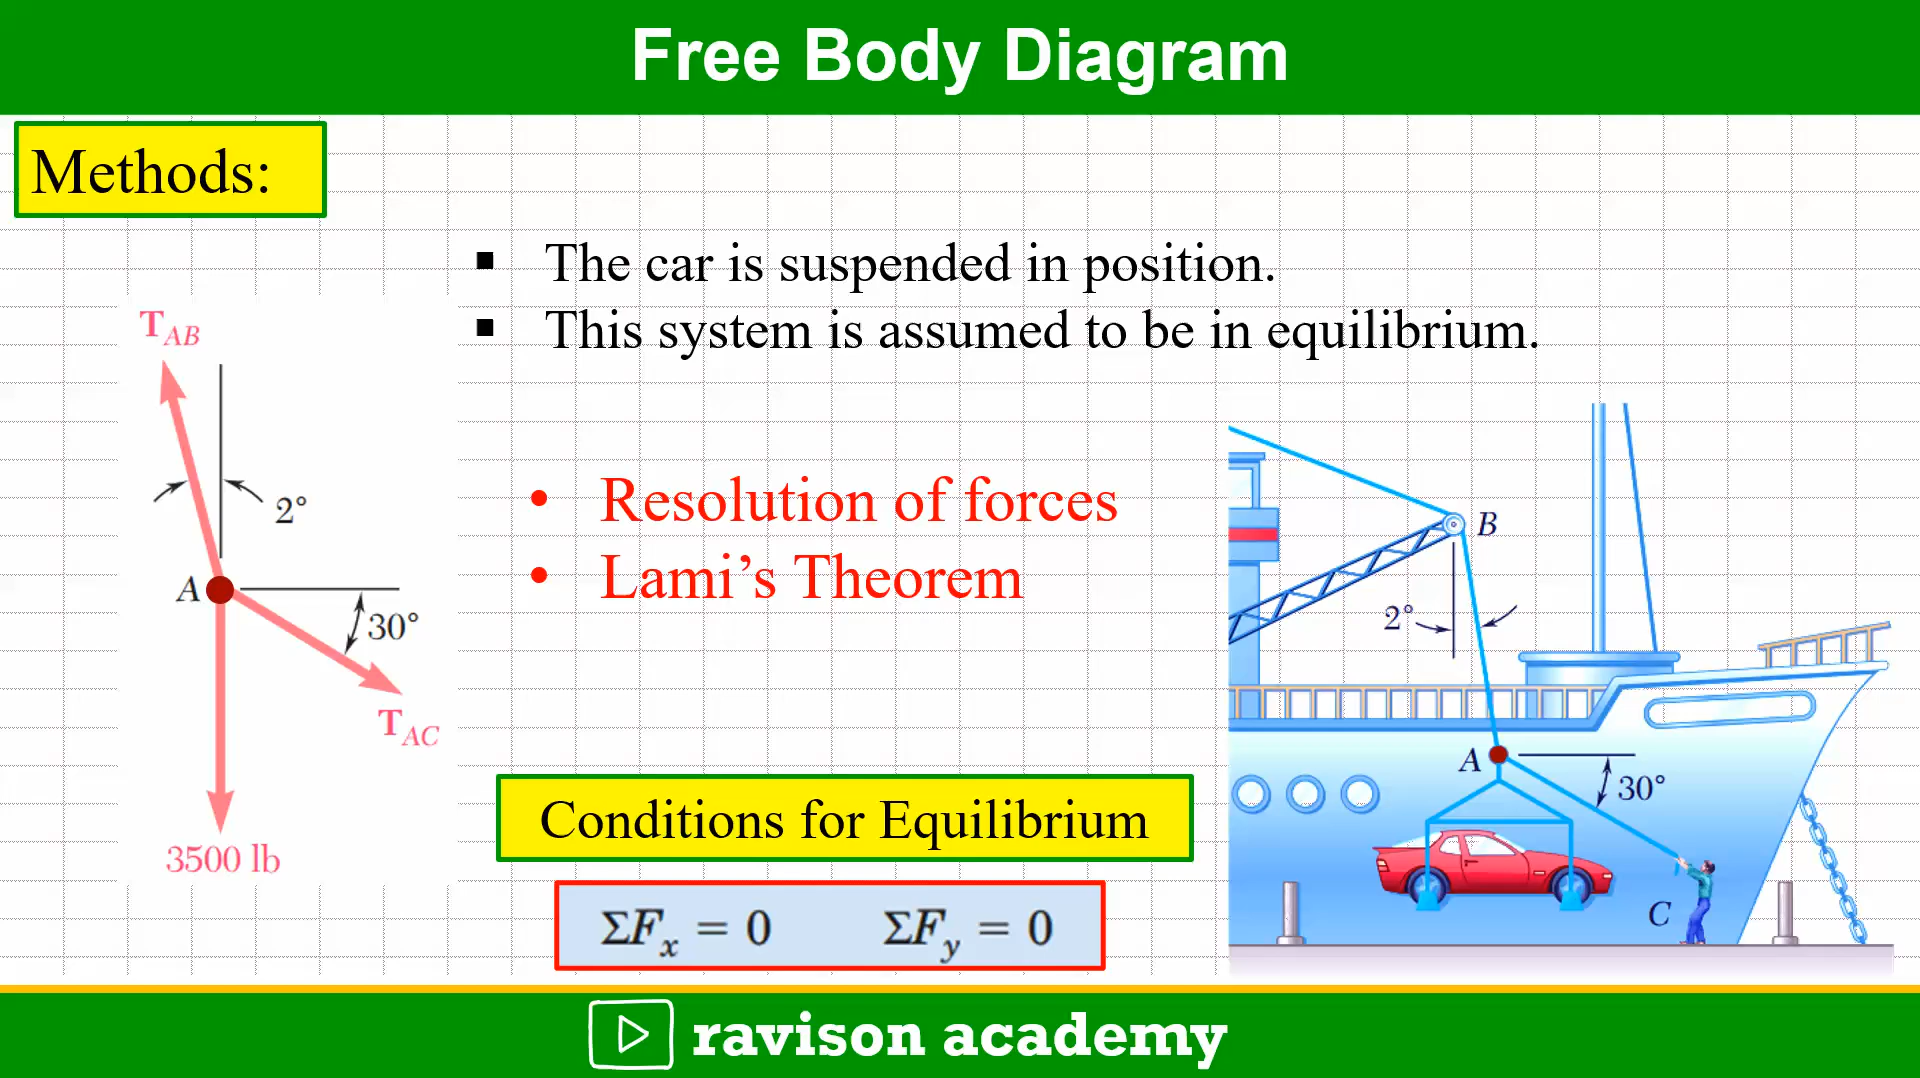 Free Body Diagram
Methods:
▪ The car is suspended in position.
▪ This system is assumed to be in equilibrium.
T_AB
2°
A
30°
T_AC
3500 lb
• Resolution of forces
• Lami’s Theorem
B
2°
A
30°
C
Conditions for Equilibrium
ΣF_x = 0 ΣF_y = 0
ravison academy